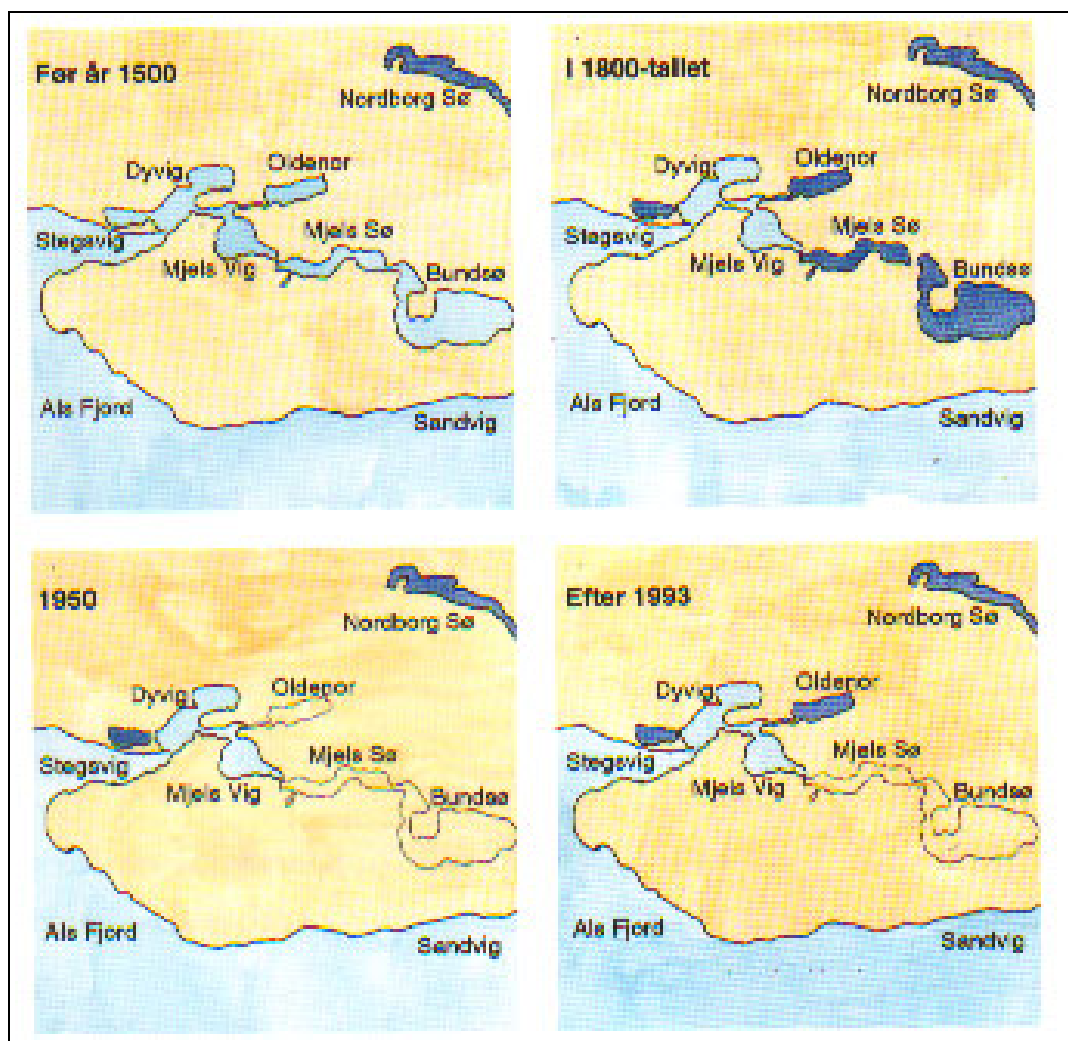 Før år 1500
Nordborg Sø
Dyvig
Oldenor
Stegsvig
Mjels Sø
Mjels Vig
Bundsø
Als Fjord
Sandvig
I 1800-tallet
Nordborg Sø
Dyvig
Oldenor
Stegsvig
Mjels Sø
Mjels Vig
Bundsø
Als Fjord
Sandvig
1950
Nordborg Sø
Dyvig
Oldenor
Stegsvig
Mjels Sø
Mjels Vig
Bundsø
Als Fjord
Sandvig
Efter 1993
Nordborg Sø
Dyvig
Oldenor
Stegsvig
Mjels Sø
Mjels Vig
Bundsø
Als Fjord
Sandvig